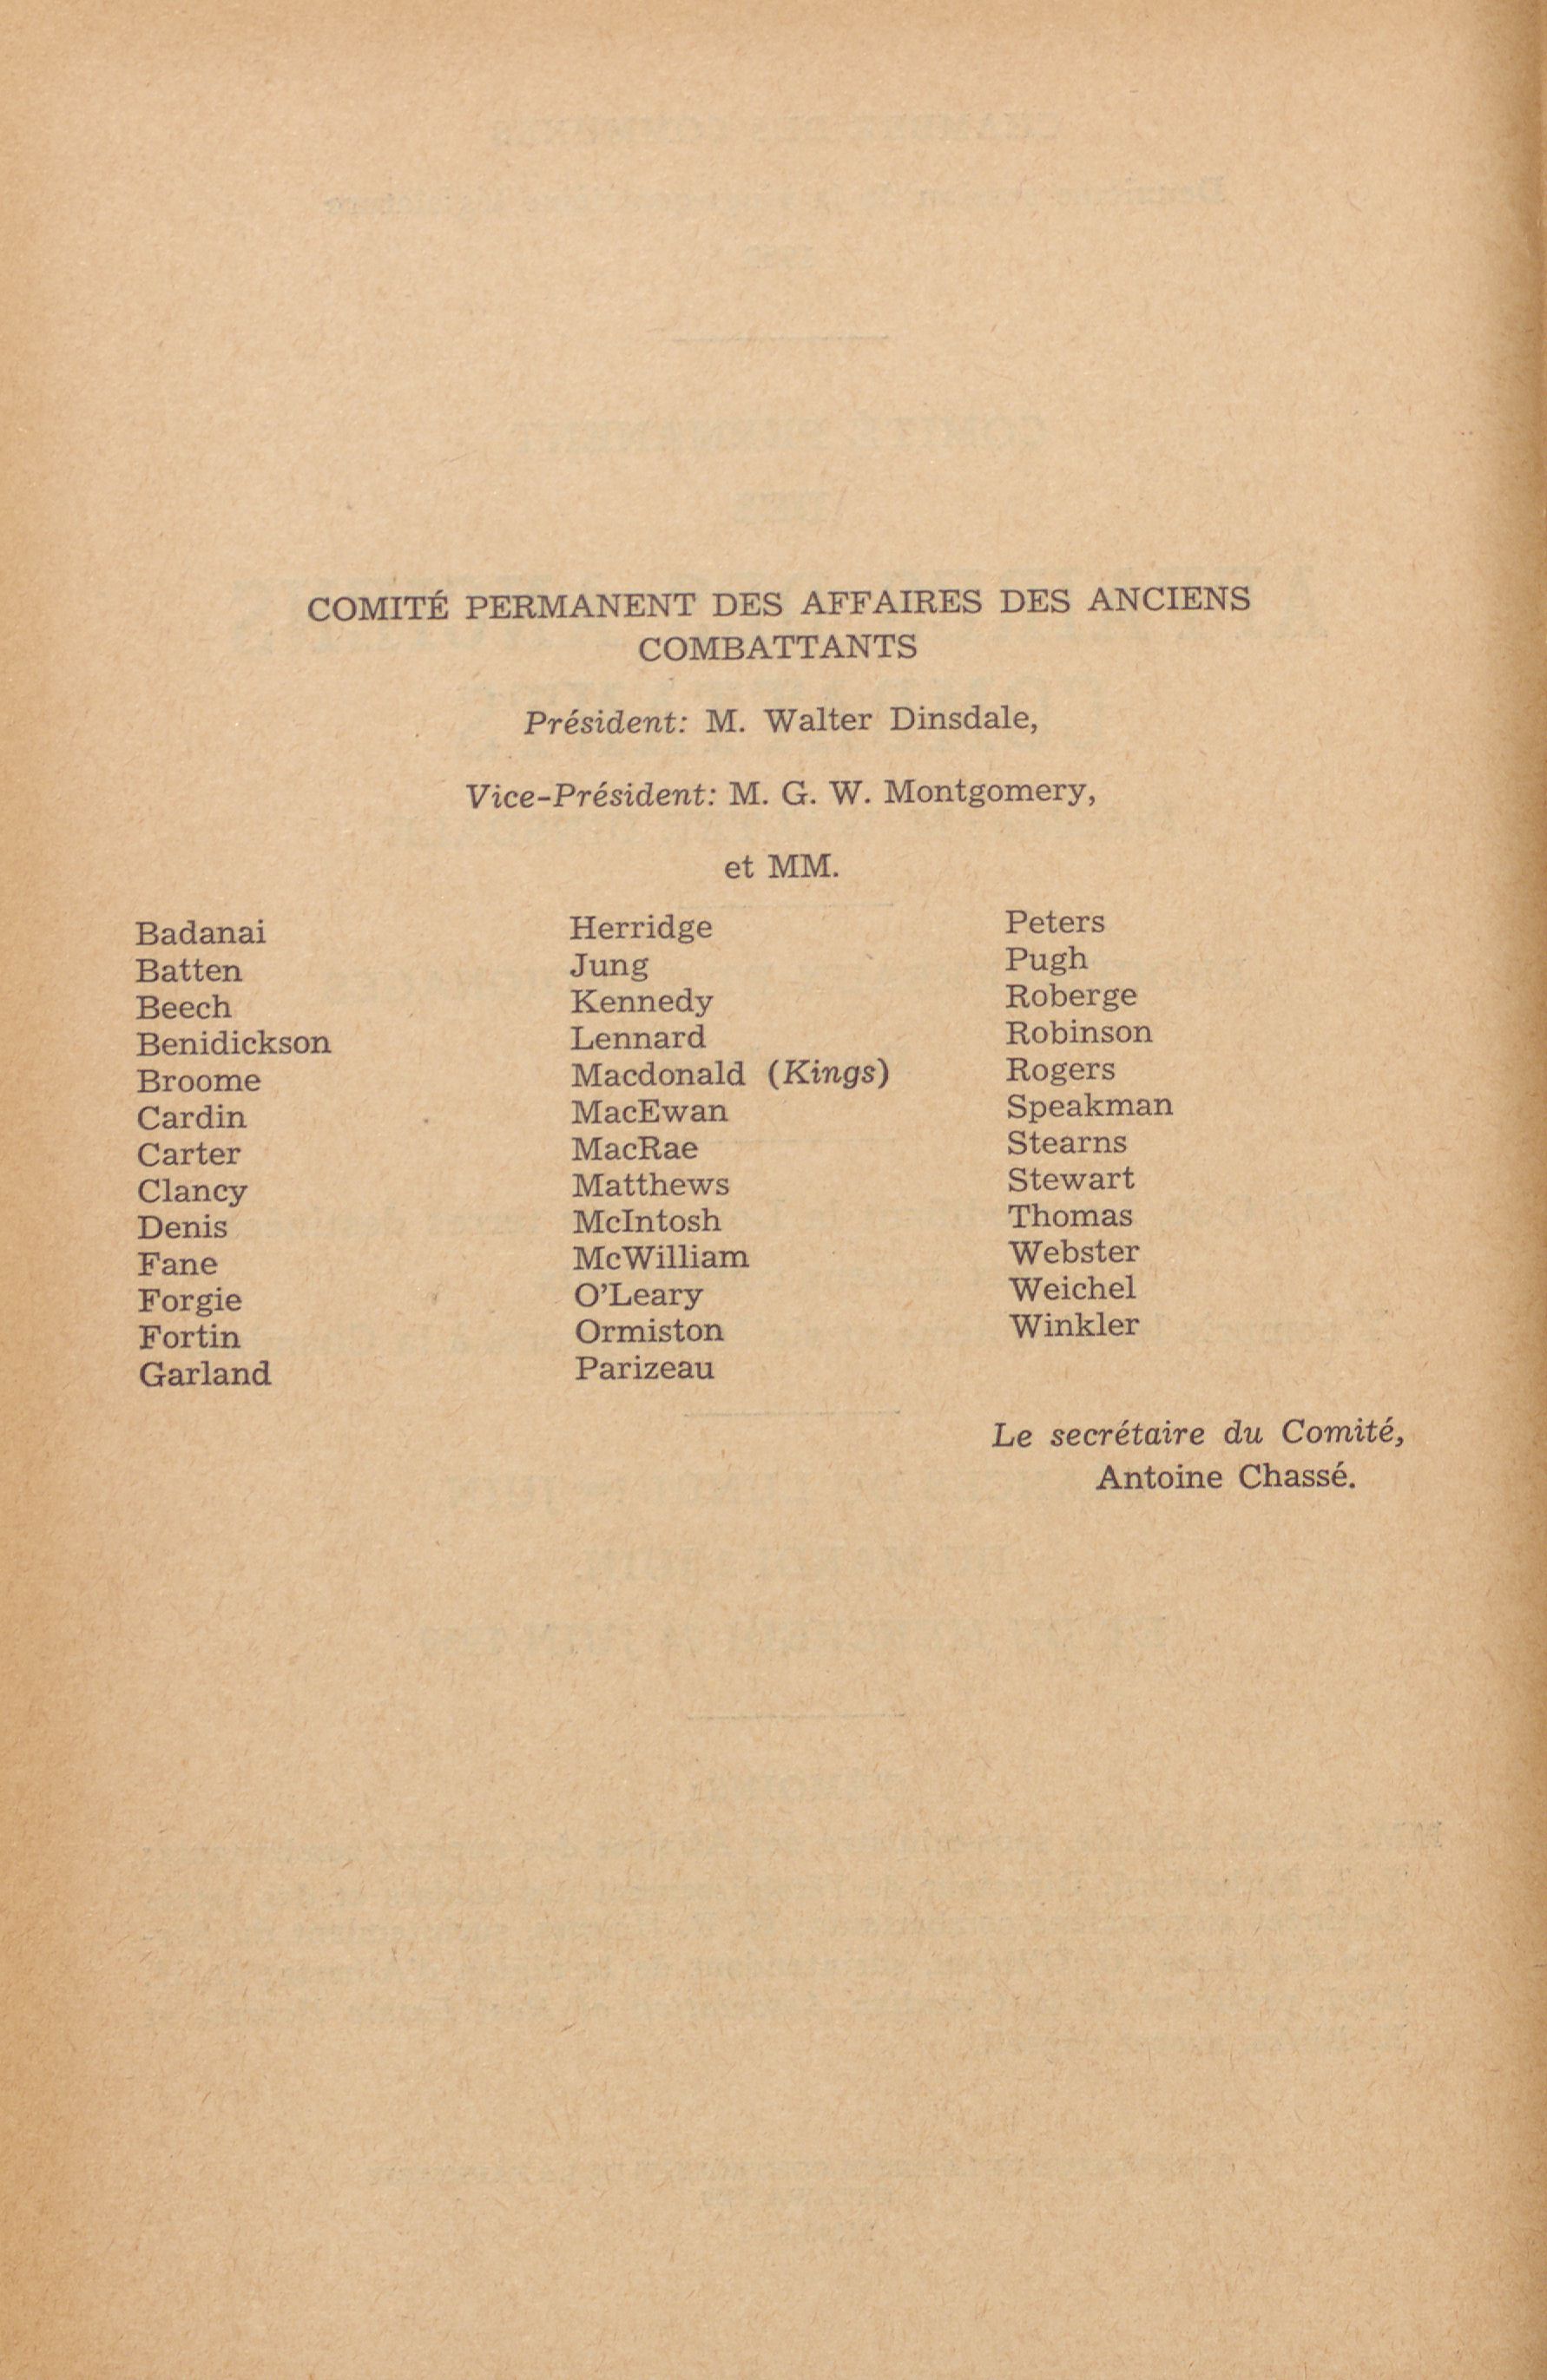 COMITÉ PERMANENT DES AFFAIRES DES ANCIENS
COMBATTANTS
Président: M. Walter Dinsdale,
Vice-Président: M. G. W. Montgomery,
et MM.
Badanai
Batten
Beech
Benidickson
Broome
Cardin
Carter
Clancy
Denis
Fane
Forgie
Fortin
Garland
Herridge
Jung
Kennedy
Lennard
Macdonald (Kings)
MacEwan
MacRae
Matthews
McIntosh
McWilliam
O'Leary
Ormiston
Parizeau
Peters
Pugh
Roberge
Robinson
Rogers
Speakman
Stearns
Stewart
Thomas
Webster
Weichel
Winkler
Le secrétaire du Comité,
Antoine Chassé.